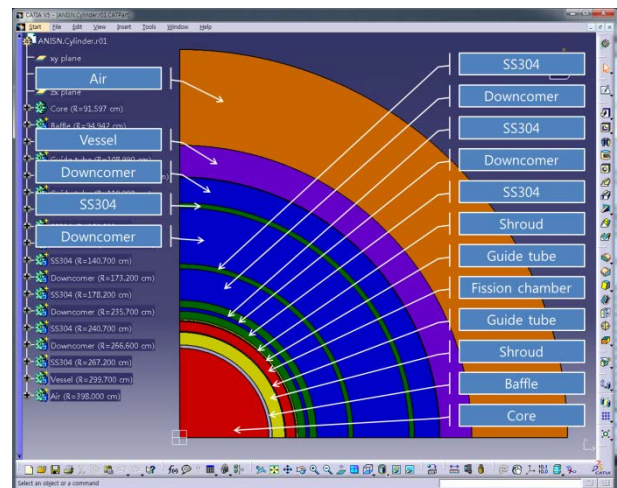 CATIA V5 - [ANISN.Cylinder.r01.CATPart]
Start File Edit View Insert Tools Window Help
ANISN.Cylinder.r01
xy plane
Air
zx plane
Core (R=91,597 cm)
Baffle (R=94,942 cm)
Vessel
Downcomer
SS304
Downcomer
SS304 (R=140,700 cm)
Downcomer (R=173,200 cm)
SS304 (R=178,200 cm)
Downcomer (R=235,700 cm)
SS304 (R=240,700 cm)
Downcomer (R=266,600 cm)
SS304 (R=267,200 cm)
Vessel (R=299,700 cm)
Air (R=398,000 cm)
SS304
Downcomer
SS304
Downcomer
SS304
Shroud
Guide tube
Fission chamber
Guide tube
Shroud
Baffle
Core
Select an object or a command